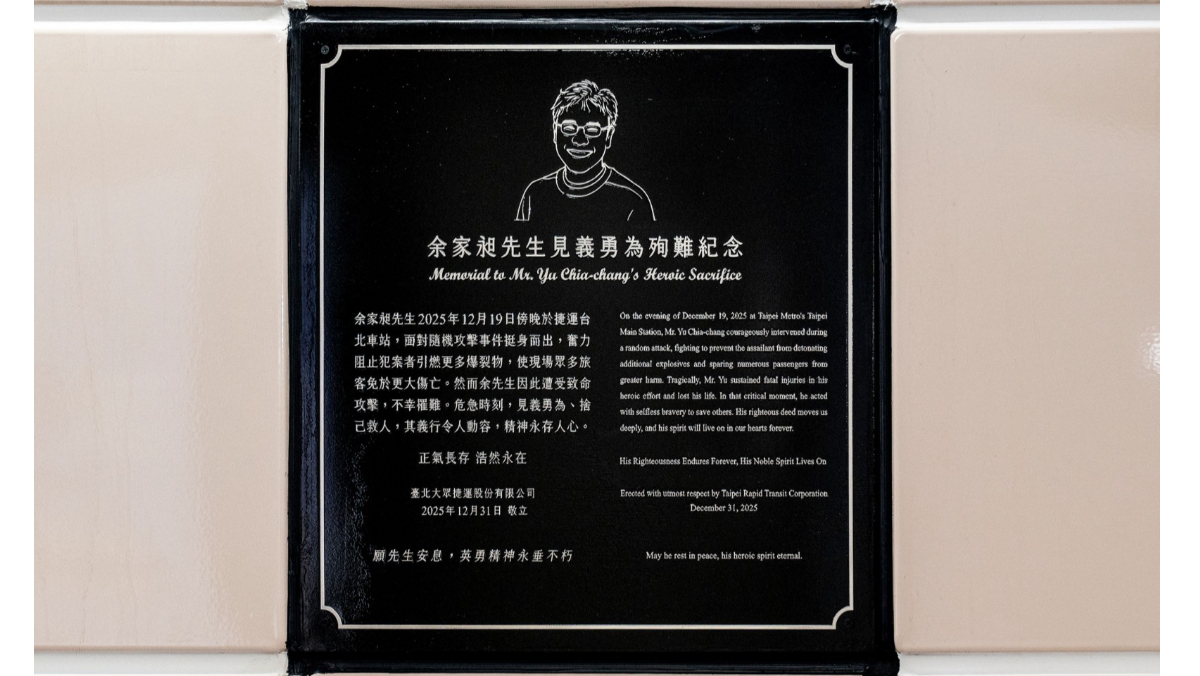 余家昶先生見義勇為殉難紀念
Memorial to Mr. Yu Chia-chang's Heroic Sacrifice
余家昶先生2025年12月19日傍晚於捷運台
北車站，面對隨機攻擊事件挺身而出，奮力
阻止犯案者引燃更多爆裂物，使現場眾多旅
客免於更大傷亡。然而余先生因此遭受致命
攻擊，不幸罹難。危急時刻，見義勇為、捨
己救人，其義行令人動容，精神永存人心。
正氣長存 浩然永在
臺北大眾捷運股份有限公司
2025年12月31日 敬立
願先生安息，英勇精神永垂不朽
On the evening of December 19, 2025 at Taipei Metro's Taipei
Main Station, Mr. Yu Chia-chang courageously intervened during
a random attack, fighting to prevent the assailant from detonating
additional explosives and sparing numerous passengers from
greater harm. Tragically, Mr. Yu sustained fatal injuries in his
heroic effort and lost his life. In that critical moment, he acted
with selfless bravery to save others. His righteous deed moves us
deeply, and his spirit will live on in our hearts forever.
His Righteousness Endures Forever, His Noble Spirit Lives On
Erected with utmost respect by Taipei Rapid Transit Corporation
December 31, 2025
May he rest in peace, his heroic spirit eternal.